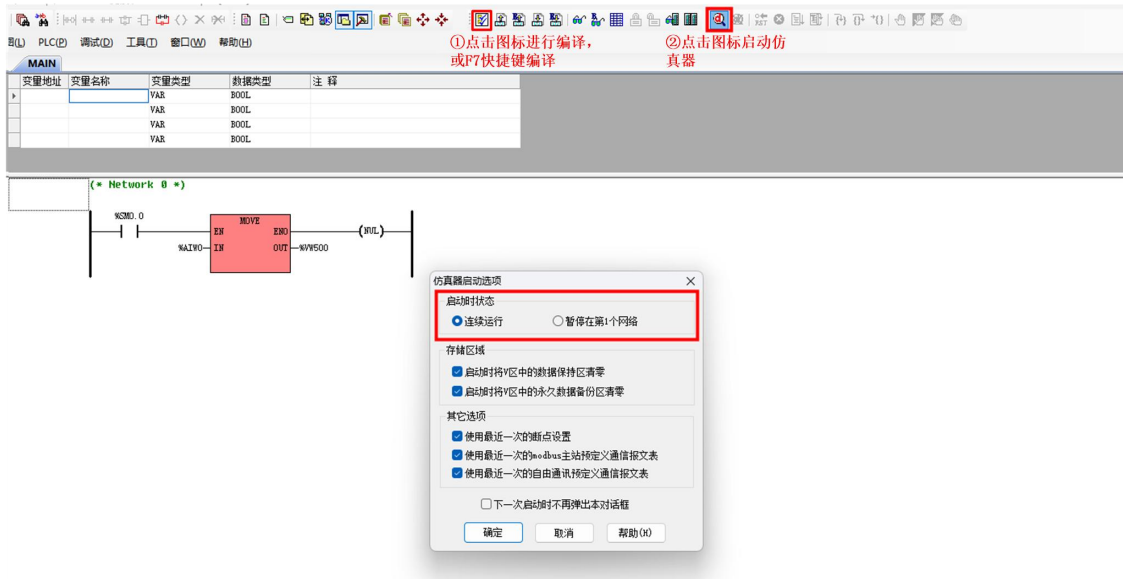 ①点击图标进行编译，
或F7快捷键编译
②点击图标启动仿
真器
PLC(P) 调试(D) 工具(T) 窗口(W) 帮助(H)
MAIN
变量地址 变量名称 变量类型 数据类型 注 释
VAR BOOL
VAR BOOL
VAR BOOL
VAR BOOL
(* Network 0 *)
%SM0.0
MOVE
EN ENO
(NUL)
%AIW0 IN OUT %VW500
仿真器启动选项
启动时状态
连续运行 暂停在第1个网络
存储区域
启动时将V区中的数据保持区清零
启动时将V区中的永久数据备份区清零
其它选项
使用最近一次的断点设置
使用最近一次的modbus主站预定义通信报文表
使用最近一次的自由通讯预定义通信报文表
下一次启动时不再弹出本对话框
确定 取消 帮助(H)